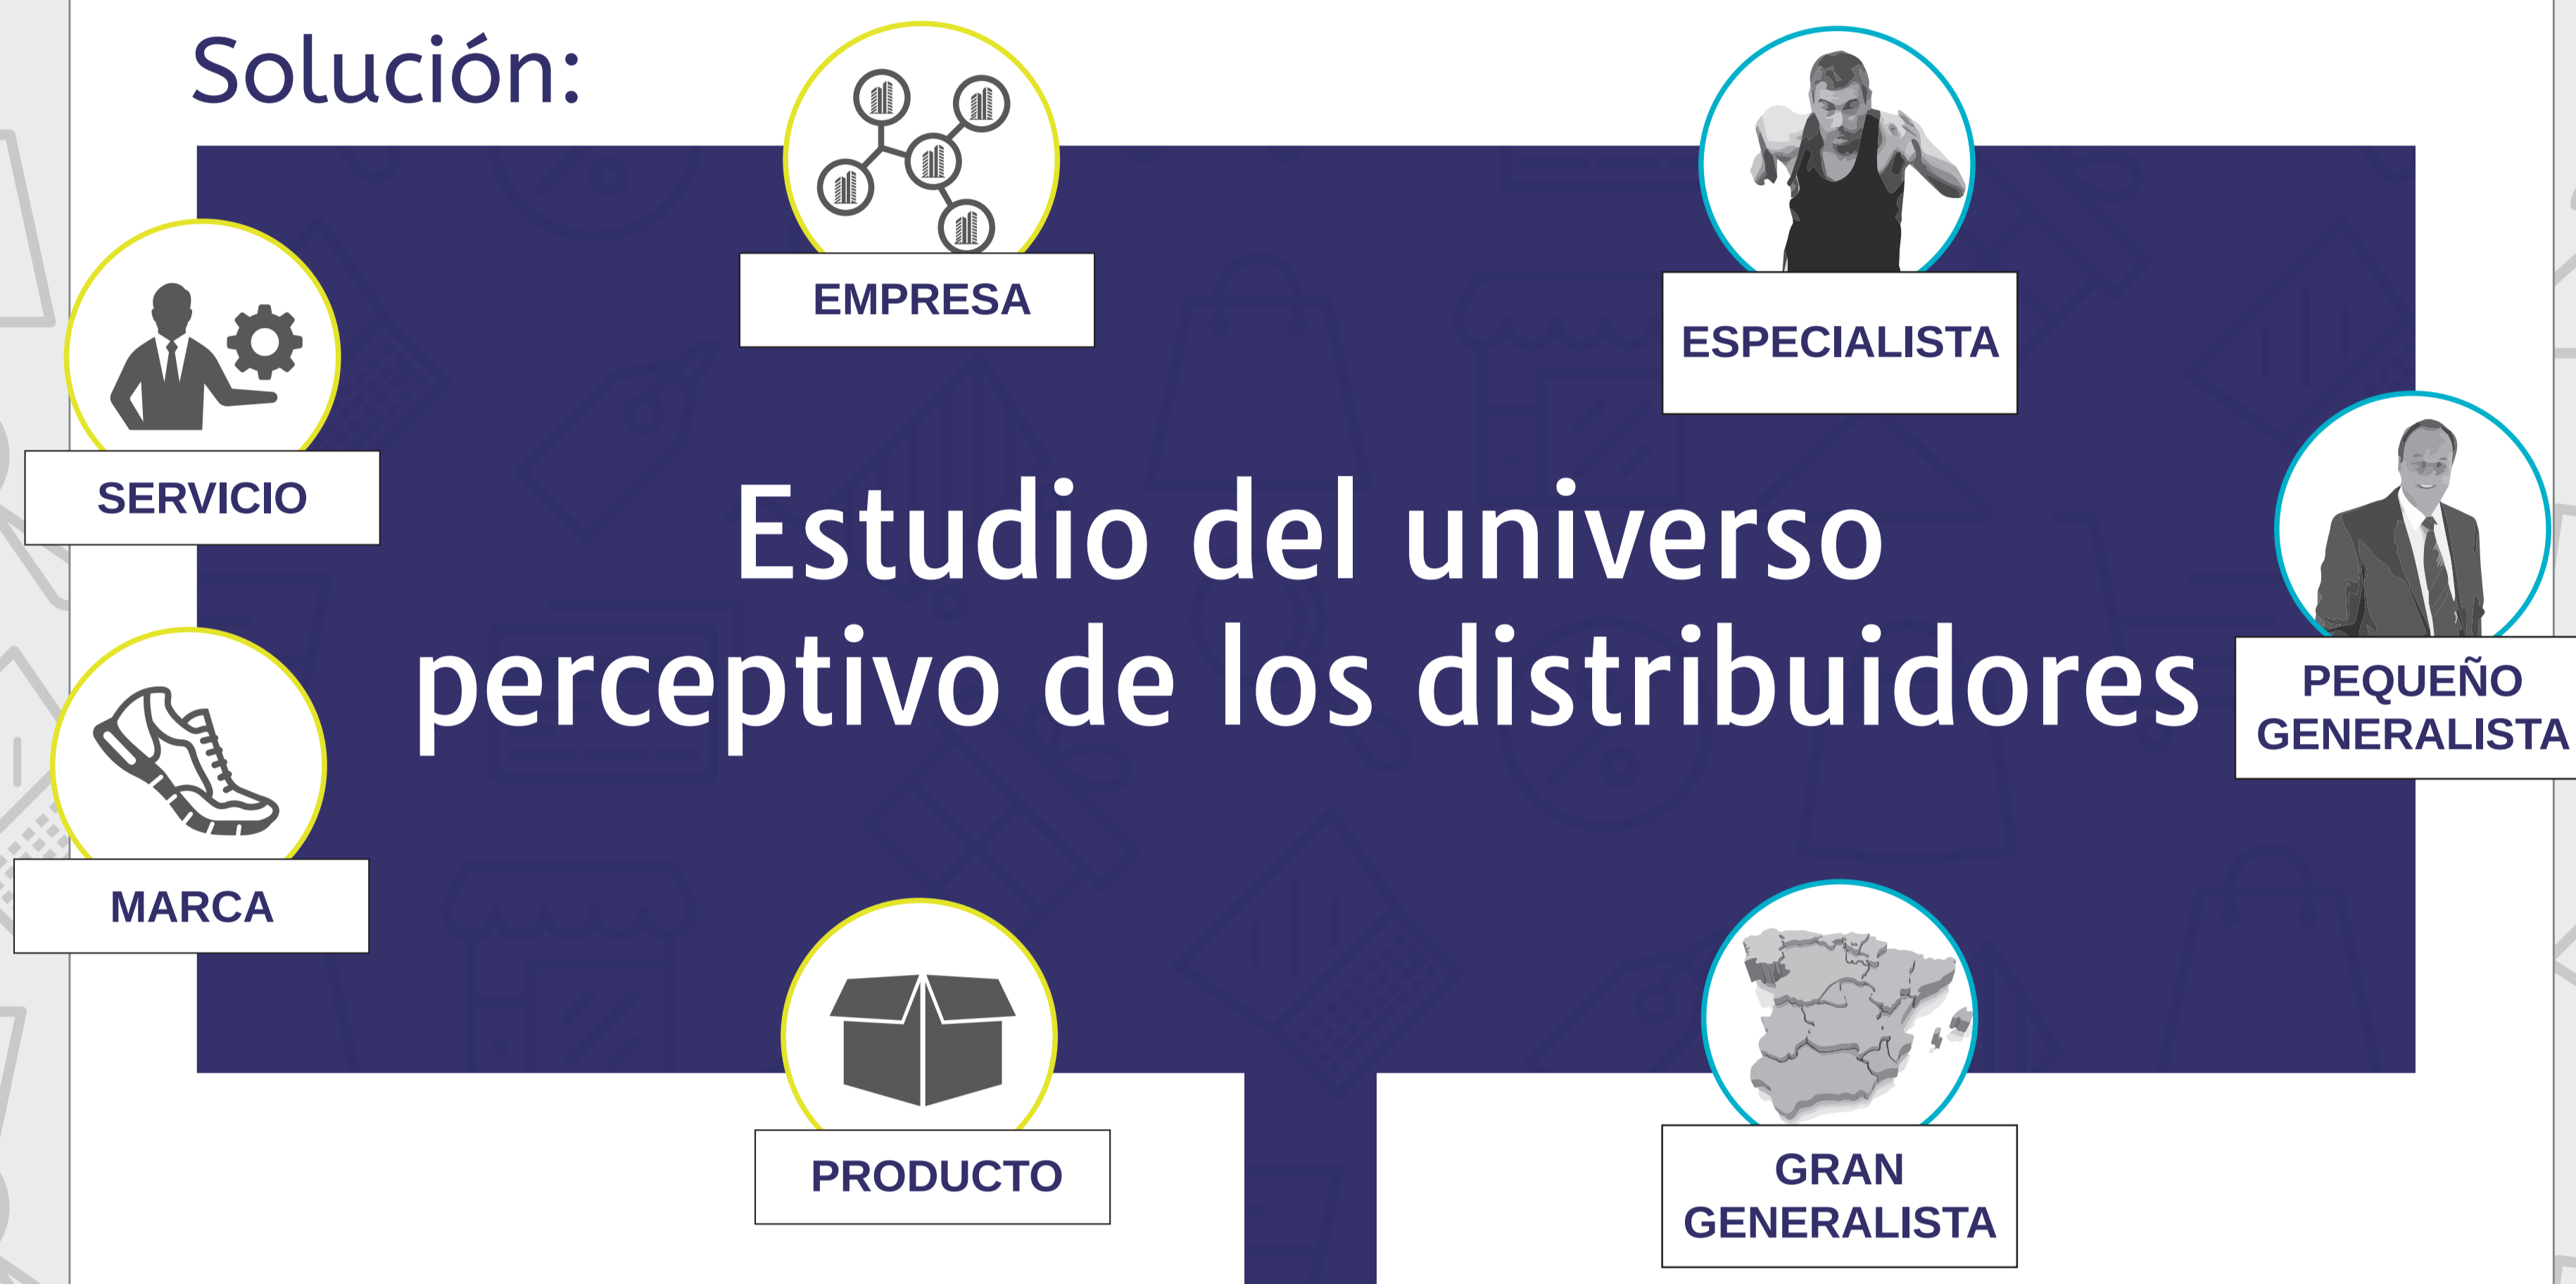 Solución:
EMPRESA
ESPECIALISTA
SERVICIO
Estudio del universo
perceptivo de los distribuidores
PEQUEÑO
GENERALISTA
MARCA
PRODUCTO
GRAN
GENERALISTA